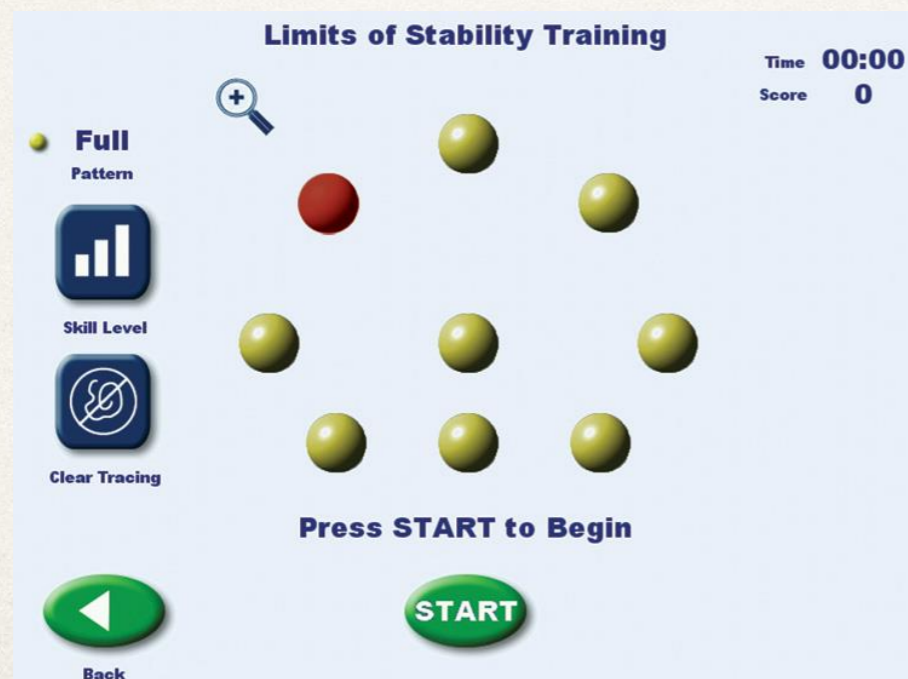 Limits of Stability Training
Time 00:00
Score 0
Full
Pattern
Skill Level
Clear Tracing
Press START to Begin
START
Back